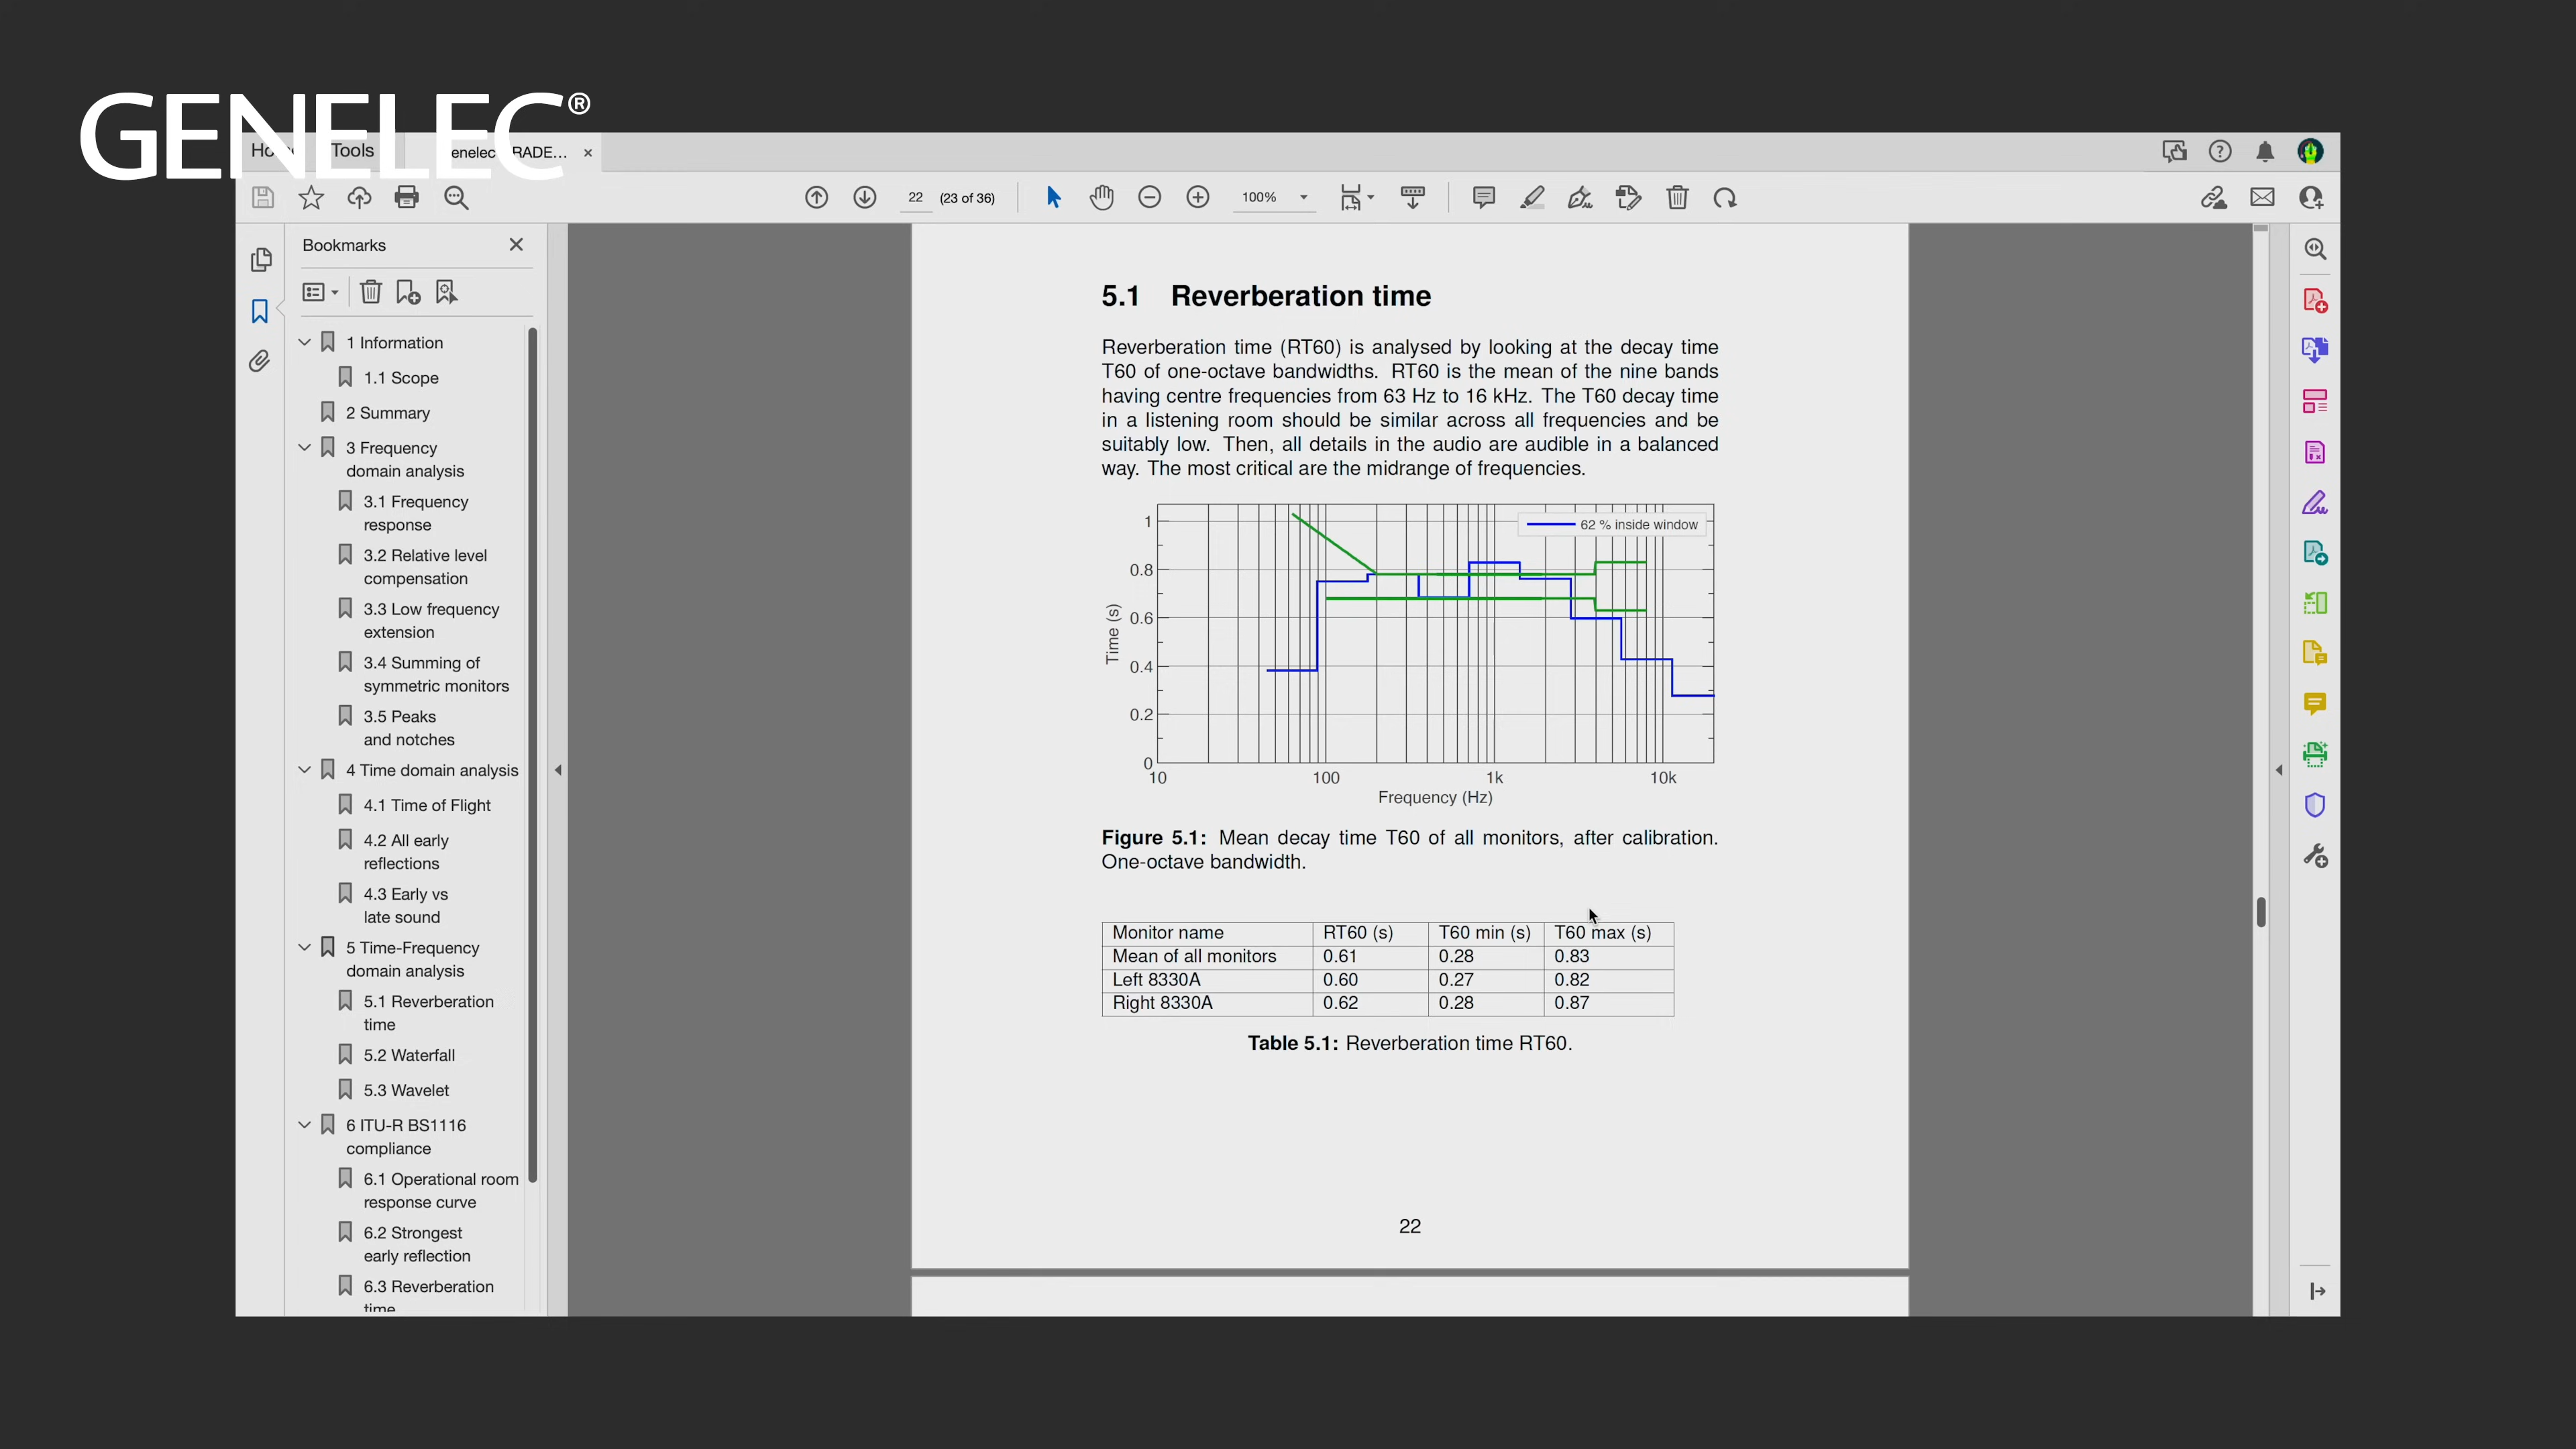 GENELEC®
Tools
enelec
RADE... ×
22 (23 of 36)
100%
Bookmarks
1 Information
1.1 Scope
2 Summary
3 Frequency
domain analysis
3.1 Frequency
response
3.2 Relative level
compensation
3.3 Low frequency
extension
3.4 Summing of
symmetric monitors
3.5 Peaks
and notches
4 Time domain analysis
4.1 Time of Flight
4.2 All early
reflections
4.3 Early vs
late sound
5 Time-Frequency
domain analysis
5.1 Reverberation
time
5.2 Waterfall
5.3 Wavelet
6 ITU-R BS1116
compliance
6.1 Operational room
response curve
6.2 Strongest
early reflection
6.3 Reverberation
time
5.1 Reverberation time
Reverberation time (RT60) is analysed by looking at the decay time
T60 of one-octave bandwidths. RT60 is the mean of the nine bands
having centre frequencies from 63 Hz to 16 kHz. The T60 decay time
in a listening room should be similar across all frequencies and be
suitably low. Then, all details in the audio are audible in a balanced
way. The most critical are the midrange of frequencies.
62 % inside window
Time (s)
1
0.8
0.6
0.4
0.2
0
10 100 1k 10k
Frequency (Hz)
Figure 5.1: Mean decay time T60 of all monitors, after calibration.
One-octave bandwidth.
Monitor name RT60 (s) T60 min (s) T60 max (s)
Mean of all monitors 0.61 0.28 0.83
Left 8330A 0.60 0.27 0.82
Right 8330A 0.62 0.28 0.87
Table 5.1: Reverberation time RT60.
22